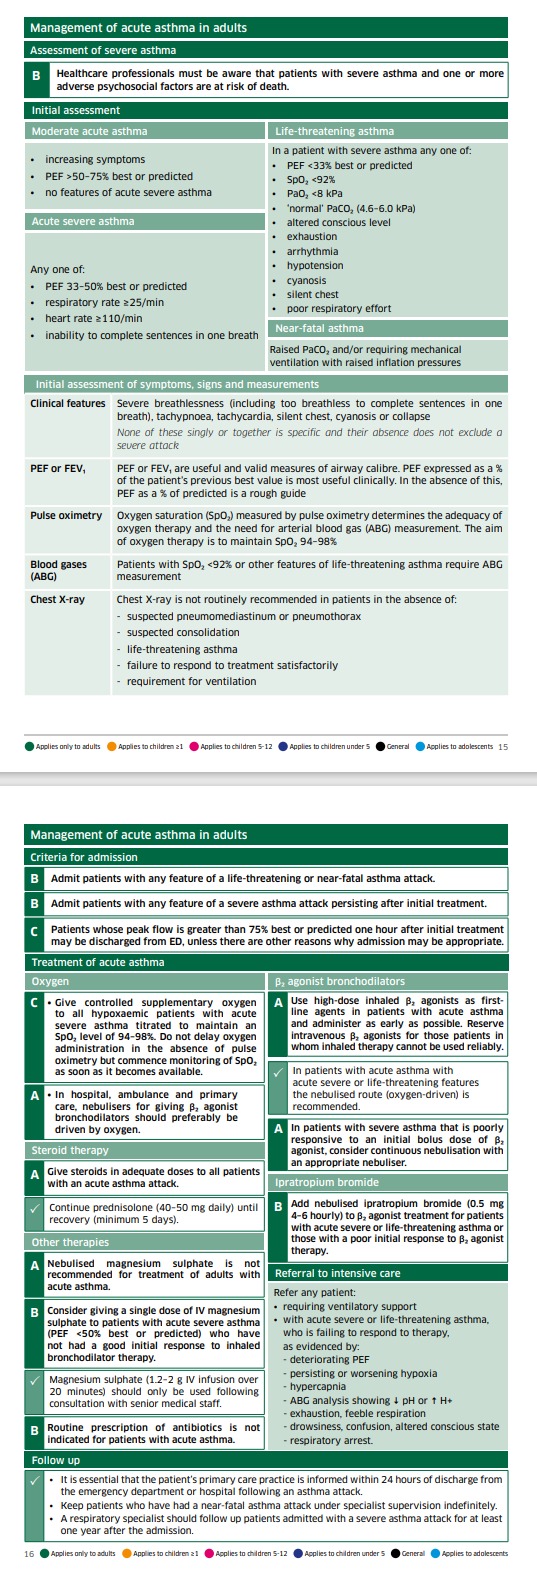 Management of acute asthma in adults
Assessment of severe asthma
B
Healthcare professionals must be aware that patients with severe asthma and one or more
adverse psychosocial factors are at risk of death.
Initial assessment
Moderate acute asthma
• increasing symptoms
• PEF >50–75% best or predicted
• no features of acute severe asthma
Acute severe asthma
Any one of:
• PEF 33–50% best or predicted
• respiratory rate ≥25/min
• heart rate ≥110/min
• inability to complete sentences in one breath
Life-threatening asthma
In a patient with severe asthma any one of:
• PEF <33% best or predicted
• SpO₂ <92%
• PaO₂ <8 kPa
• 'normal' PaCO₂ (4.6–6.0 kPa)
• altered conscious level
• exhaustion
• arrhythmia
• hypotension
• cyanosis
• silent chest
• poor respiratory effort
Near-fatal asthma
Raised PaCO₂ and/or requiring mechanical
ventilation with raised inflation pressures
Initial assessment of symptoms, signs and measurements
Clinical features
Severe breathlessness (including too breathless to complete sentences in one
breath), tachypnoea, tachycardia, silent chest, cyanosis or collapse
None of these singly or together is specific and their absence does not exclude a
severe attack
PEF or FEV₁
PEF or FEV₁ are useful and valid measures of airway calibre. PEF expressed as a %
of the patient's previous best value is most useful clinically. In the absence of this,
PEF as a % of predicted is a rough guide
Pulse oximetry
Oxygen saturation (SpO₂) measured by pulse oximetry determines the adequacy of
oxygen therapy and the need for arterial blood gas (ABG) measurement. The aim
of oxygen therapy is to maintain SpO₂ 94–98%
Blood gases
(ABG)
Patients with SpO₂ <92% or other features of life-threatening asthma require ABG
measurement
Chest X-ray
Chest X-ray is not routinely recommended in patients in the absence of:
- suspected pneumomediastinum or pneumothorax
- suspected consolidation
- life-threatening asthma
- failure to respond to treatment satisfactorily
- requirement for ventilation
Applies only to adults Applies to children ≥1 Applies to children 5-12 Applies to children under 5 General Applies to adolescents 15
Management of acute asthma in adults
Criteria for admission
B Admit patients with any feature of a life-threatening or near-fatal asthma attack.
B Admit patients with any feature of a severe asthma attack persisting after initial treatment.
C
Patients whose peak flow is greater than 75% best or predicted one hour after initial treatment
may be discharged from ED, unless there are other reasons why admission may be appropriate.
Treatment of acute asthma
Oxygen
C • Give controlled supplementary oxygen
to all hypoxaemic patients with acute
severe asthma titrated to maintain an
SpO₂ level of 94–98%. Do not delay oxygen
administration in the absence of pulse
oximetry but commence monitoring of SpO₂
as soon as it becomes available.
A • In hospital, ambulance and primary
care, nebulisers for giving β₂ agonist
bronchodilators should preferably be
driven by oxygen.
Steroid therapy
A Give steroids in adequate doses to all patients
with an acute asthma attack.
✓ Continue prednisolone (40–50 mg daily) until
recovery (minimum 5 days).
Other therapies
A Nebulised magnesium sulphate is not
recommended for treatment of adults with
acute asthma.
B Consider giving a single dose of IV magnesium
sulphate to patients with acute severe asthma
(PEF <50% best or predicted) who have
not had a good initial response to inhaled
bronchodilator therapy.
✓ Magnesium sulphate (1.2–2 g IV infusion over
20 minutes) should only be used following
consultation with senior medical staff.
B Routine prescription of antibiotics is not
indicated for patients with acute asthma.
β₂ agonist bronchodilators
A Use high-dose inhaled β₂ agonists as first-
line agents in patients with acute asthma
and administer as early as possible. Reserve
intravenous β₂ agonists for those patients in
whom inhaled therapy cannot be used reliably.
✓ In patients with acute asthma with
acute severe or life-threatening features
the nebulised route (oxygen-driven) is
recommended.
A In patients with severe asthma that is poorly
responsive to an initial bolus dose of β₂
agonist, consider continuous nebulisation with
an appropriate nebuliser.
Ipratropium bromide
B Add nebulised ipratropium bromide (0.5 mg
4–6 hourly) to β₂ agonist treatment for patients
with acute severe or life-threatening asthma or
those with a poor initial response to β₂ agonist
therapy.
Referral to intensive care
Refer any patient:
• requiring ventilatory support
• with acute severe or life-threatening asthma,
who is failing to respond to therapy,
as evidenced by:
- deteriorating PEF
- persisting or worsening hypoxia
- hypercapnia
- ABG analysis showing ↓ pH or ↑ H+
- exhaustion, feeble respiration
- drowsiness, confusion, altered conscious state
- respiratory arrest.
Follow up
✓ • It is essential that the patient's primary care practice is informed within 24 hours of discharge from
the emergency department or hospital following an asthma attack.
• Keep patients who have had a near-fatal asthma attack under specialist supervision indefinitely.
• A respiratory specialist should follow up patients admitted with a severe asthma attack for at least
one year after the admission.
16 Applies only to adults Applies to children ≥1 Applies to children 5-12 Applies to children under 5 General Applies to adolescents